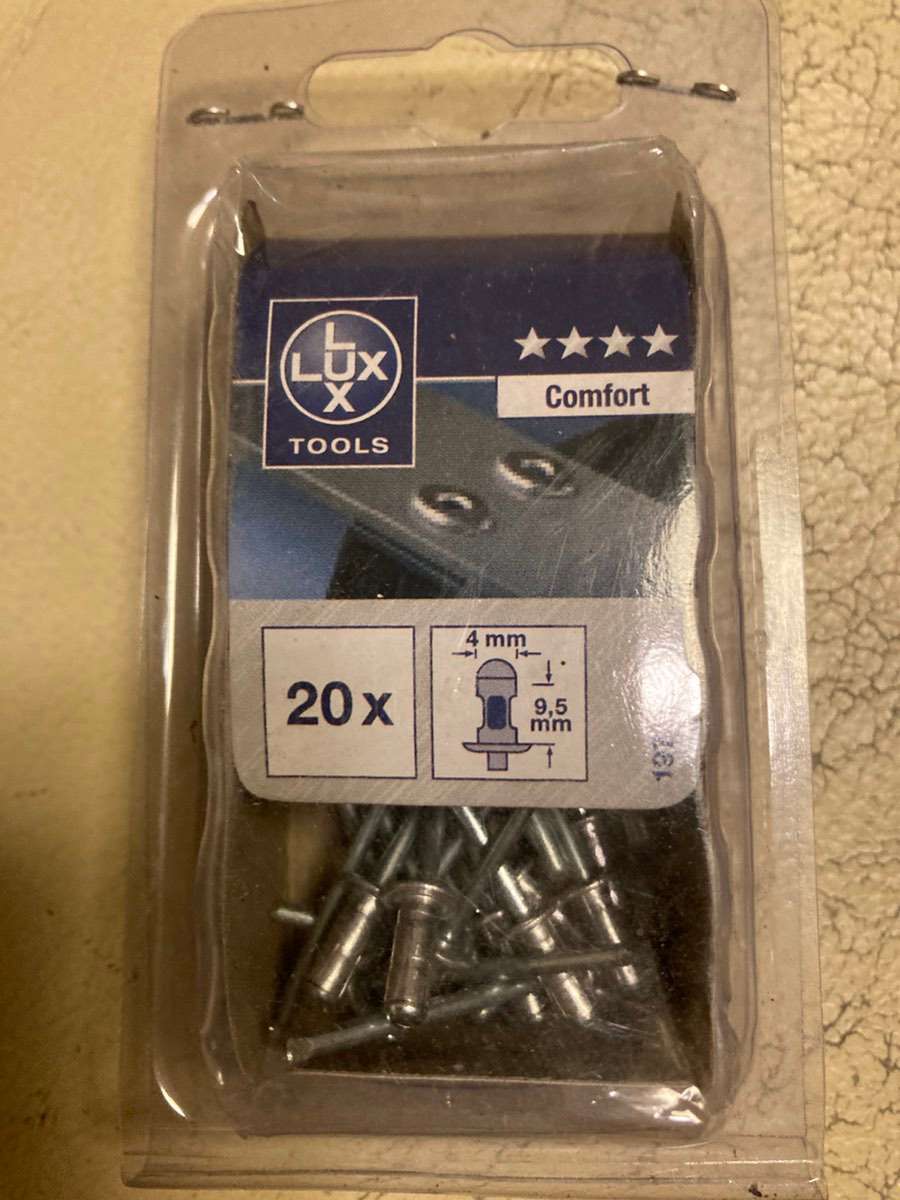 L
LUX
X
TOOLS
★★★★
Comfort
20 x
4 mm
9,5
mm